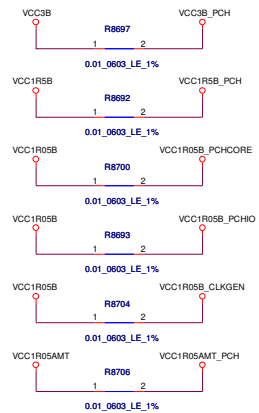 VCC3B VCC3B_PCH
R8697
1 2
0.01_0603_LE_1%
VCC1R5B VCC1R5B_PCH
R8692
1 2
0.01_0603_LE_1%
VCC1R05B VCC1R05B_PCHCORE
R8700
1 2
0.01_0603_LE_1%
VCC1R05B VCC1R05B_PCHIO
R8693
1 2
0.01_0603_LE_1%
VCC1R05B VCC1R05B_CLKGEN
R8704
1 2
0.01_0603_LE_1%
VCC1R05AMT VCC1R05AMT_PCH
R8706
1 2
0.01_0603_LE_1%